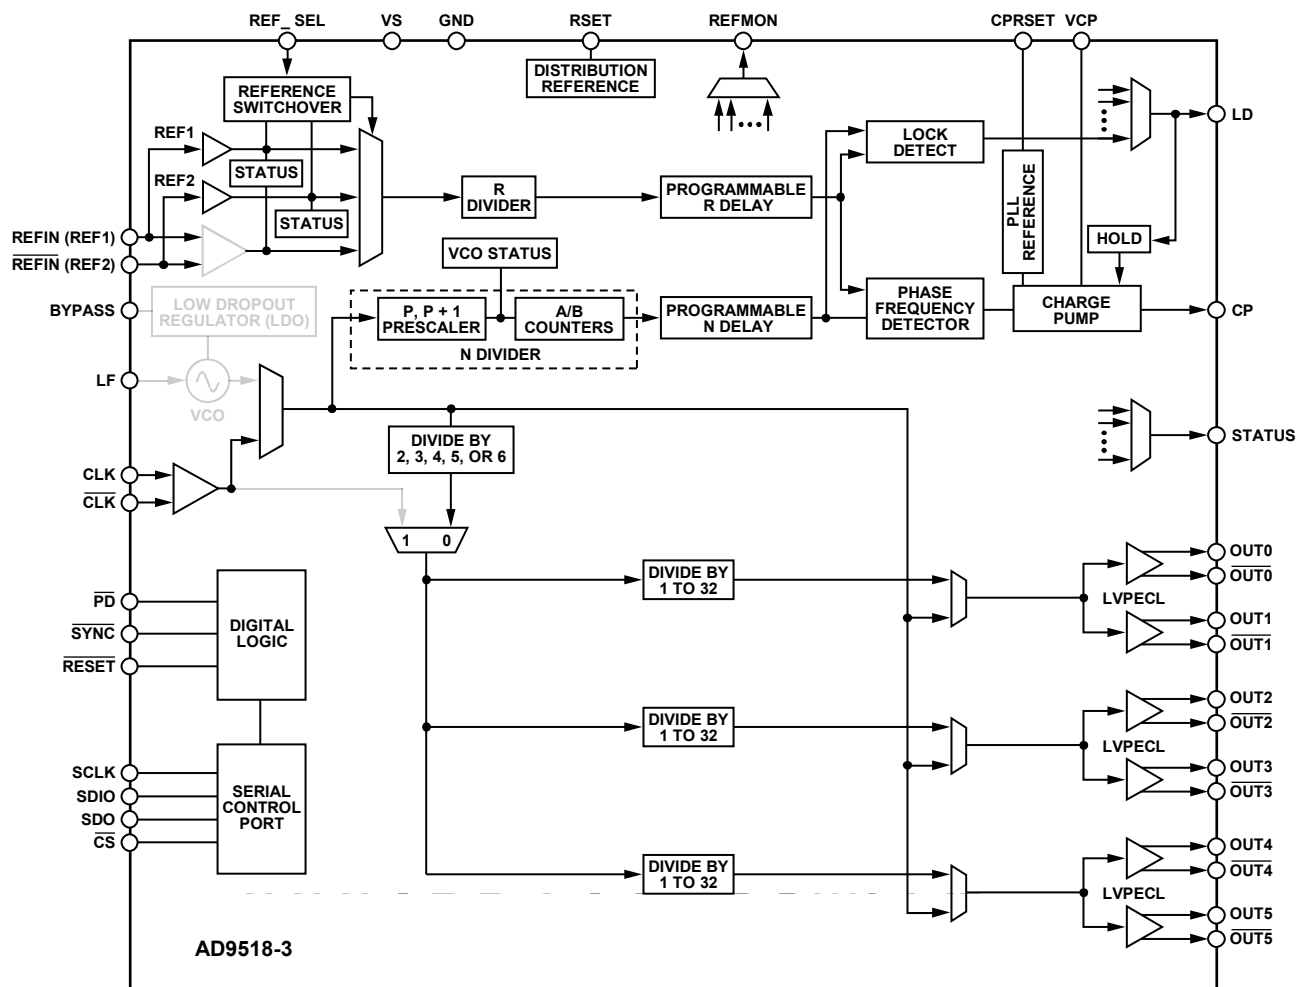 REF_ SEL
VS
GND
RSET
REFMON
CPRSET
VCP
DISTRIBUTION
REFERENCE
REFERENCE
SWITCHOVER
REF1
STATUS
REF2
STATUS
R
DIVIDER
PROGRAMMABLE
R DELAY
LOCK
DETECT
PLL
REFERENCE
LD
HOLD
REFIN (REF1)
REFIN (REF2)
BYPASS
LOW DROPOUT
REGULATOR (LDO)
VCO STATUS
P, P + 1
PRESCALER
A/B
COUNTERS
N DIVIDER
PROGRAMMABLE
N DELAY
PHASE
FREQUENCY
DETECTOR
CHARGE
PUMP
CP
LF
VCO
STATUS
DIVIDE BY
2, 3, 4, 5, OR 6
CLK
CLK
1 0
DIVIDE BY
1 TO 32
LVPECL
OUT0
OUT0
OUT1
OUT1
PD
SYNC
RESET
DIGITAL
LOGIC
DIVIDE BY
1 TO 32
LVPECL
OUT2
OUT2
OUT3
OUT3
SCLK
SDIO
SDO
CS
SERIAL
CONTROL
PORT
DIVIDE BY
1 TO 32
LVPECL
OUT4
OUT4
OUT5
OUT5
AD9518-3